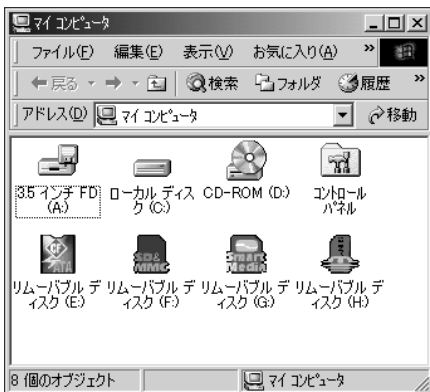 マイ コンピュータ
ファイル(F) 編集(E) 表示(V) お気に入り(A) »
戻る 検索 フォルダ 履歴 »
アドレス(D) マイ コンピュータ 移動
3.5 インチ FD (A:)
ローカル ディスク (C:)
CD-ROM (D:)
コントロール パネル
リムーバブル ディスク (E:)
リムーバブル ディスク (F:)
リムーバブル ディスク (G:)
リムーバブル ディスク (H:)
CF
ATA
SD&
MMC
Smart
Media
8 個のオブジェクト マイ コンピュータ